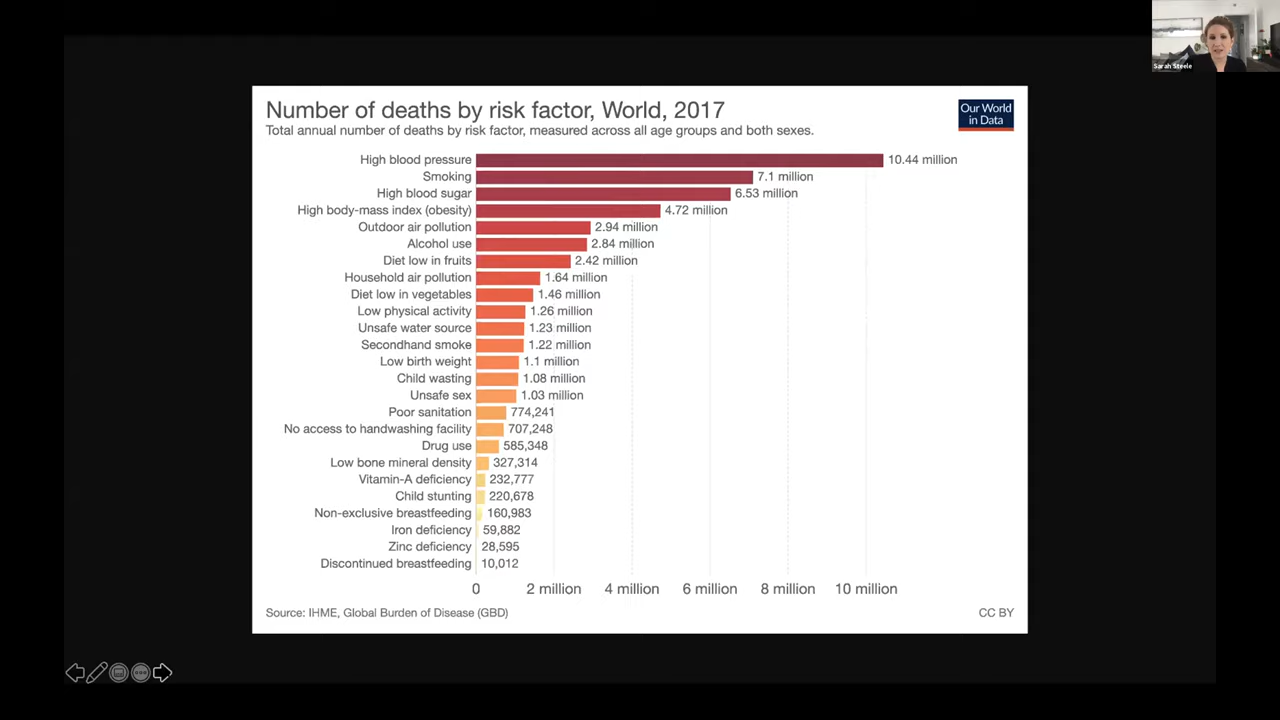 Sarah Steele
Number of deaths by risk factor, World, 2017
Total annual number of deaths by risk factor, measured across all age groups and both sexes.
Our World
in Data
High blood pressure 10.44 million
Smoking 7.1 million
High blood sugar 6.53 million
High body-mass index (obesity) 4.72 million
Outdoor air pollution 2.94 million
Alcohol use 2.84 million
Diet low in fruits 2.42 million
Household air pollution 1.64 million
Diet low in vegetables 1.46 million
Low physical activity 1.26 million
Unsafe water source 1.23 million
Secondhand smoke 1.22 million
Low birth weight 1.1 million
Child wasting 1.08 million
Unsafe sex 1.03 million
Poor sanitation 774,241
No access to handwashing facility 707,248
Drug use 585,348
Low bone mineral density 327,314
Vitamin-A deficiency 232,777
Child stunting 220,678
Non-exclusive breastfeeding 160,983
Iron deficiency 59,882
Zinc deficiency 28,595
Discontinued breastfeeding 10,012
0 2 million 4 million 6 million 8 million 10 million
Source: IHME, Global Burden of Disease (GBD) CC BY